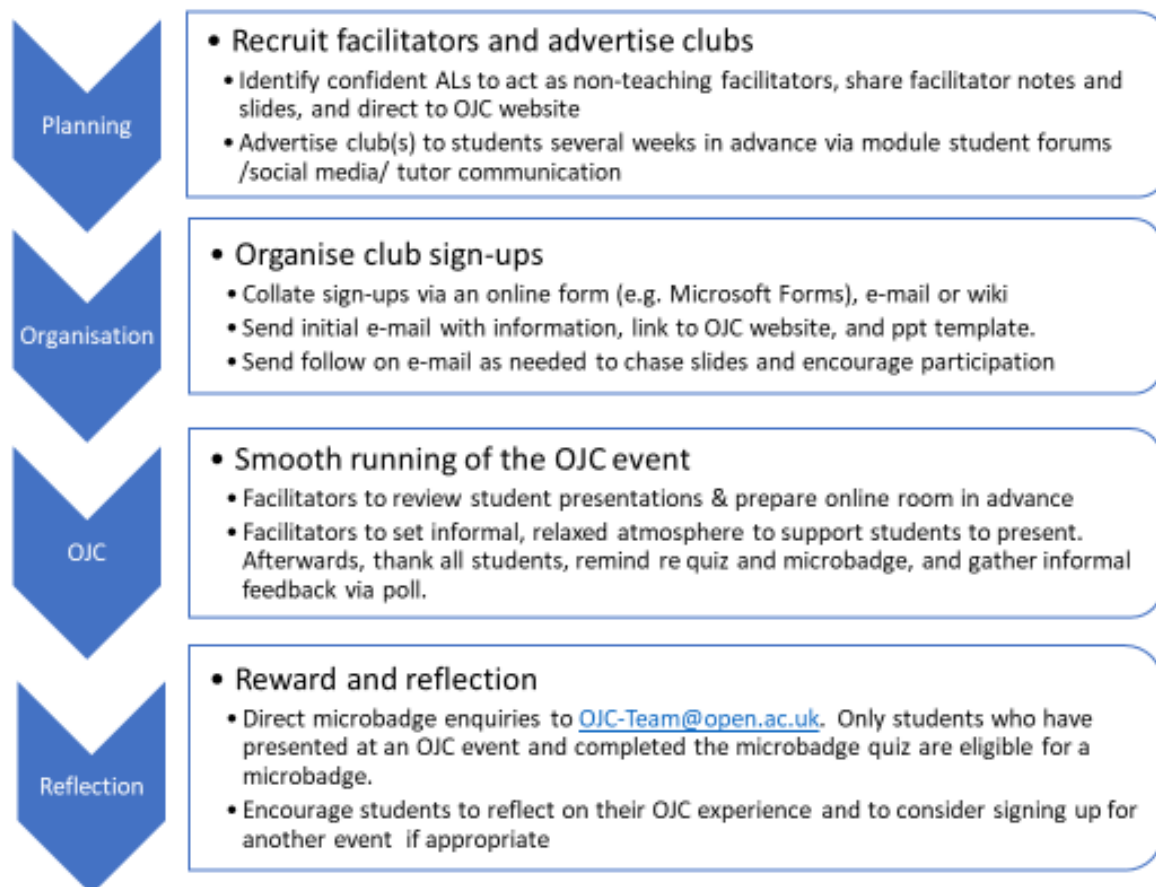 Planning
• Recruit facilitators and advertise clubs
• Identify confident ALs to act as non-teaching facilitators, share facilitator notes and
slides, and direct to OJC website
• Advertise club(s) to students several weeks in advance via module student forums
/social media/ tutor communication
Organisation
• Organise club sign-ups
• Collate sign-ups via an online form (e.g. Microsoft Forms), e-mail or wiki
• Send initial e-mail with information, link to OJC website, and ppt template.
• Send follow on e-mail as needed to chase slides and encourage participation
OJC
• Smooth running of the OJC event
• Facilitators to review student presentations & prepare online room in advance
• Facilitators to set informal, relaxed atmosphere to support students to present.
Afterwards, thank all students, remind re quiz and microbadge, and gather informal
feedback via poll.
Reflection
• Reward and reflection
• Direct microbadge enquiries to OJC-Team@open.ac.uk. Only students who have
presented at an OJC event and completed the microbadge quiz are eligible for a
microbadge.
• Encourage students to reflect on their OJC experience and to consider signing up for
another event if appropriate